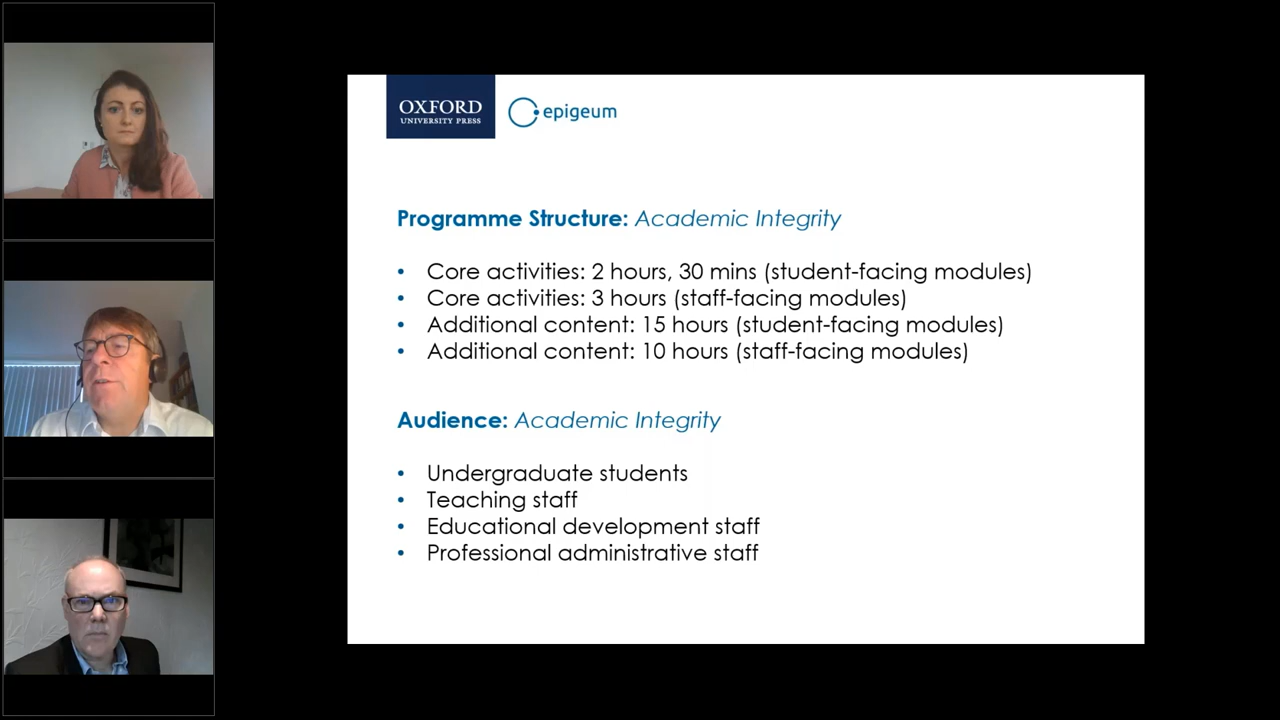 OXFORD
UNIVERSITY PRESS
epigeum
Programme Structure: Academic Integrity
• Core activities: 2 hours, 30 mins (student-facing modules)
• Core activities: 3 hours (staff-facing modules)
• Additional content: 15 hours (student-facing modules)
• Additional content: 10 hours (staff-facing modules)
Audience: Academic Integrity
• Undergraduate students
• Teaching staff
• Educational development staff
• Professional administrative staff